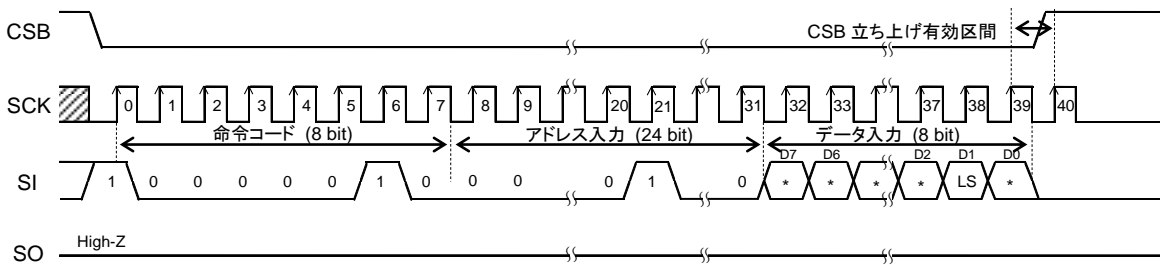 CSB
CSB 立ち上げ有効区間
SCK 0 1 2 3 4 5 6 7 8 9 20 21 31 32 33 37 38 39 40
命令コード (8 bit) アドレス入力 (24 bit) データ入力 (8 bit)
D7 D6 D2 D1 D0
SI 1 0 0 0 0 0 1 0 0 0 0 1 0 * * * * LS *
High-Z
SO